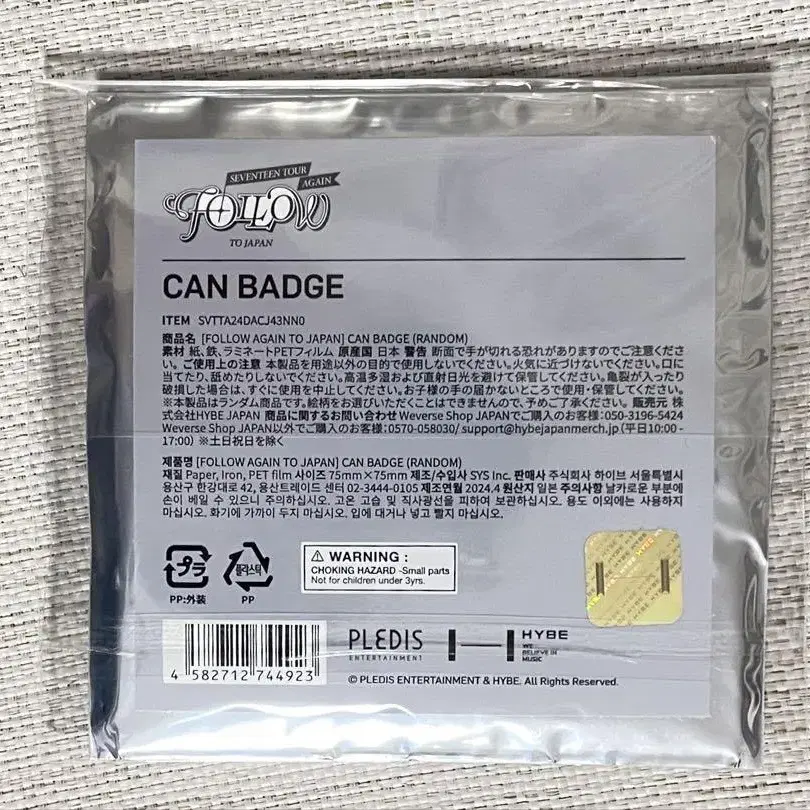 SEVENTEEN TOUR
AGAIN
FOLLOW
TO JAPAN
CAN BADGE
ITEM SVTTA24DACJ43NN0
商品名 [FOLLOW AGAIN TO JAPAN] CAN BADGE (RANDOM)
素材 紙、鉄、ラミネートPETフィルム 原産国 日本 警告 断面で手が切れる恐れがありますのでご注意くださ
い。ご使用上の注意 本製品を用途以外の目的で使用しないでください。火気に近づけないでください。口
に当てたり、舐めたりしないでください。高温多湿および直射日光を避けて保管してください。亀裂が入ったり
破損した場合は、すぐに使用を中止してください。お子様の手の届かないところで使用・保管してください。
※本製品はランダム商品です。絵柄をお選びいただくことはできませんので、予めご了承ください。販売元 株
式会社HYBE JAPAN 商品に関するお問い合わせ Weverse Shop JAPANでご購入のお客様:050-3196-5424
Weverse Shop JAPAN以外でご購入のお客様:0570-058030/ support@hybejapanmerch.jp (平日10:00 -
17:00) ※土日祝日を除く
제품명 [FOLLOW AGAIN TO JAPAN] CAN BADGE (RANDOM)
재질 Paper, Iron, PET film 사이즈 75mm×75mm 제조/수입사 SYS Inc. 판매사 주식회사 하이브 서울특별시
용산구 한강대로 42, 용산트레이드 센터 02-3444-0105 제조연월 2024.4 원산지 일본 주의사항 날카로운 부분에
손이 베일 수 있으니 주의하십시오. 고온 고습 및 직사광선을 피하여 보관하십시오. 용도 이외에는 사용하지
마십시오. 화기에 가까이 두지 마십시오. 입에 대거나 넣고 빨지 마십시오.
プラ
PP:外装
플라스틱
PP
WARNING :
CHOKING HAZARD -Small parts
Not for children under 3yrs.
HYBE
4 582712 744923
PLEDIS
ENTERTAINMENT
HYBE
WE
BELIEVE IN
MUSIC
© PLEDIS ENTERTAINMENT & HYBE. All Rights Reserved.